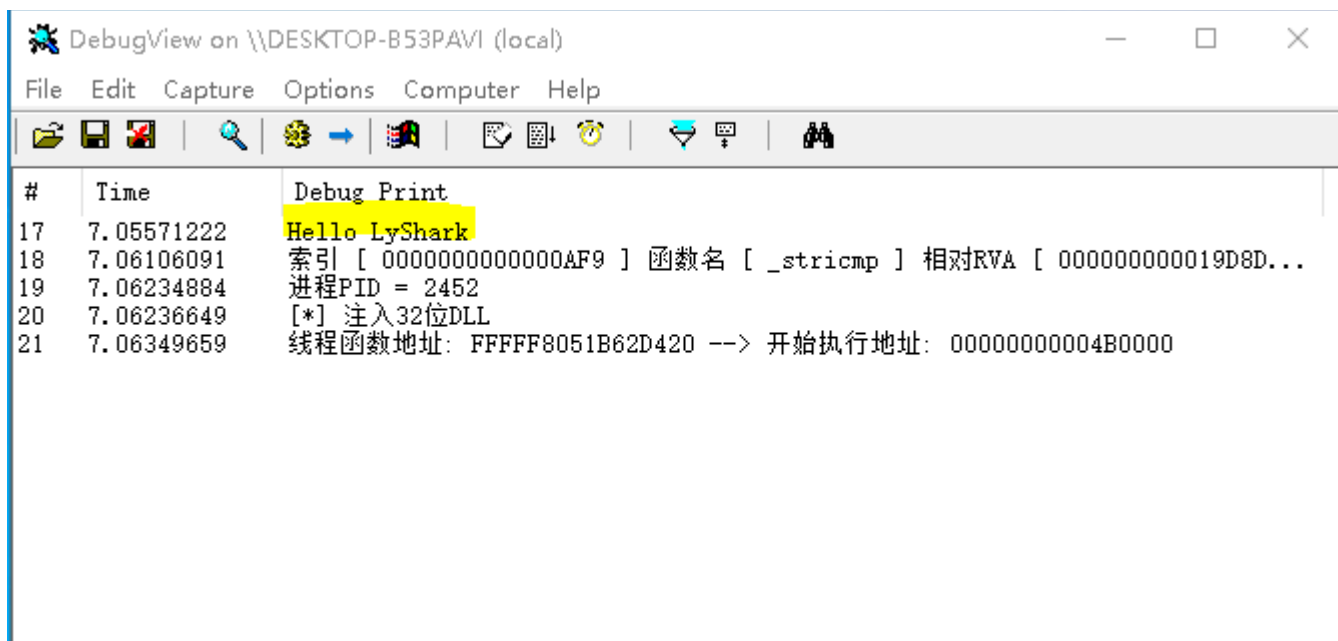 DebugView on \\DESKTOP-B53PAVI (local)
File Edit Capture Options Computer Help
# Time Debug Print
17 7.05571222 Hello LyShark
18 7.06106091 索引 [ 0000000000000AF9 ] 函数名 [ _stricmp ] 相对RVA [ 000000000019D8D...
19 7.06234884 进程PID = 2452
20 7.06236649 [*] 注入32位DLL
21 7.06349659 线程函数地址: FFFFF8051B62D420 --> 开始执行地址: 00000000004B0000